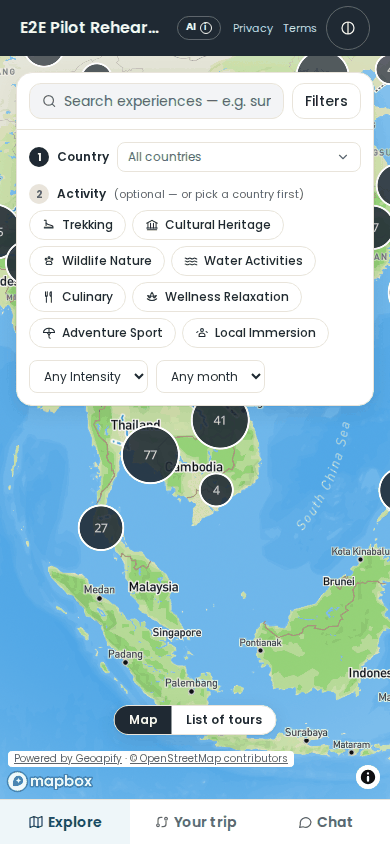 E2E Pilot Rehear...
AI
Privacy
Terms
Search experiences — e.g. sur
Filters
1 Country
All countries
2 Activity (optional — or pick a country first)
Trekking
Cultural Heritage
Wildlife Nature
Water Activities
Culinary
Wellness Relaxation
Adventure Sport
Local Immersion
Any Intensity
Any month
Thailand
41
77
Cambodia
4
South China Sea
27
Kota Kinabalu
Medan
Malaysia
Brunei
Singapore
Pontianak
Padang
Indones
Palembang
Map
List of tours
Surabaya
Mataram
Powered by Geoapify · © OpenStreetMap contributors
mapbox
Explore
Your trip
Chat